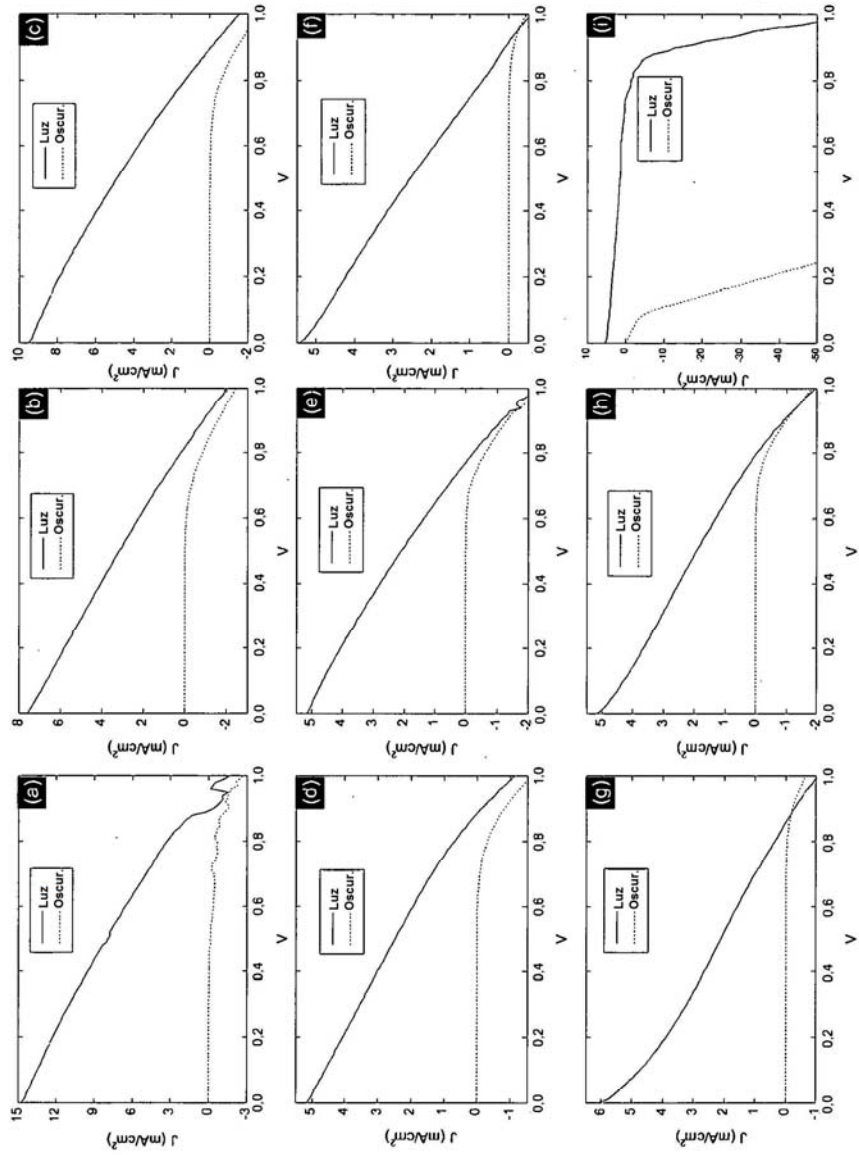 (a)
15
12
9
6
3
0
-3
J (mA/cm²)
Luz
Oscur.
0,0 0,2 0,4 0,6 0,8 1,0
V
(b)
8
6
4
2
0
-2
J (mA/cm²)
Luz
Oscur.
0,0 0,2 0,4 0,6 0,8 1,0
V
(c)
10
8
6
4
2
0
-2
J (mA/cm²)
Luz
Oscur.
0,0 0,2 0,4 0,6 0,8 1,0
V
(d)
5
4
3
2
1
0
-1
J (mA/cm²)
Luz
Oscur.
0,0 0,2 0,4 0,6 0,8 1,0
V
(e)
5
4
3
2
1
0
-1
-2
J (mA/cm²)
Luz
Oscur.
0,0 0,2 0,4 0,6 0,8 1,0
V
(f)
5
4
3
2
1
0
J (mA/cm²)
Luz
Oscur.
0,0 0,2 0,4 0,6 0,8 1,0
V
(g)
6
5
4
3
2
1
0
-1
J (mA/cm²)
Luz
Oscur.
0,0 0,2 0,4 0,6 0,8 1,0
V
(h)
5
4
3
2
1
0
-1
-2
J (mA/cm²)
Luz
Oscur.
0,0 0,2 0,4 0,6 0,8 1,0
V
(i)
10
0
-10
-20
-30
-40
-50
J (mA/cm²)
Luz
Oscur.
0,0 0,2 0,4 0,6 0,8 1,0
v